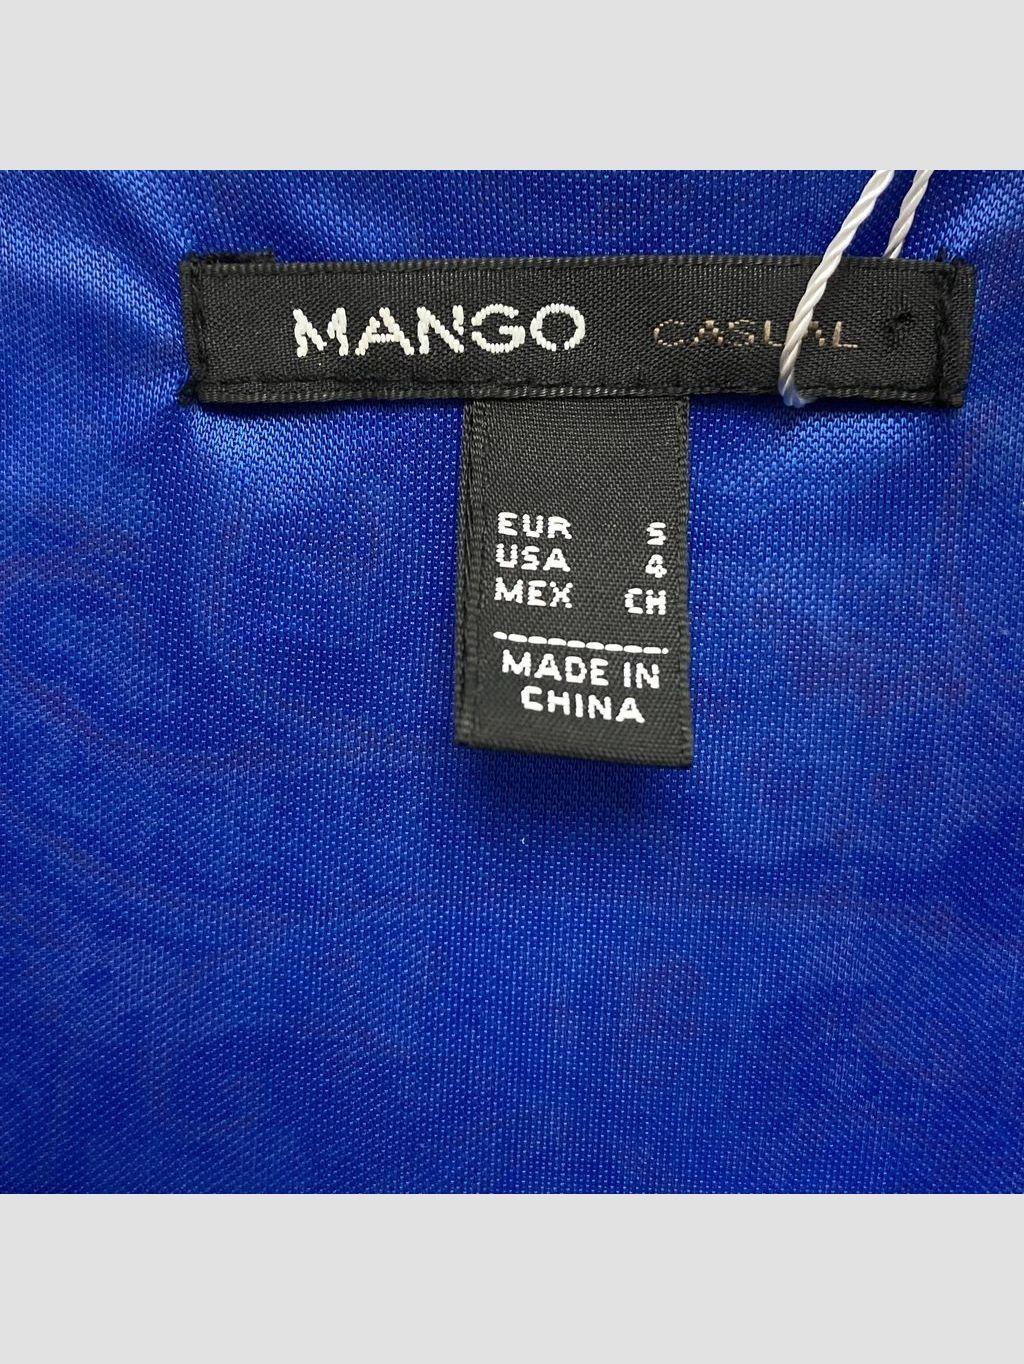 MANGO CASUAL
EUR S
USA 4
MEX CH
MADE IN
CHINA